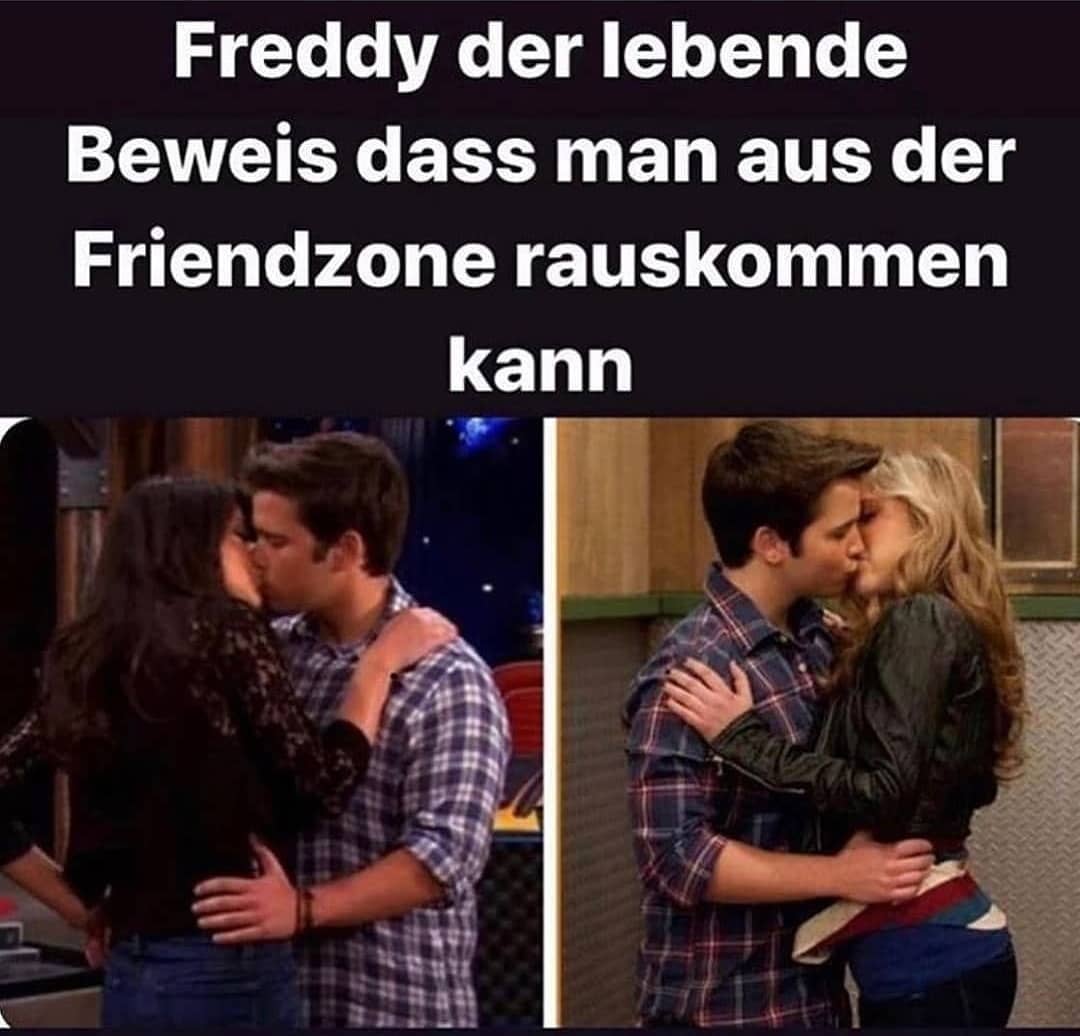 Freddy der lebende
Beweis dass man aus der
Friendzone rauskommen
kann